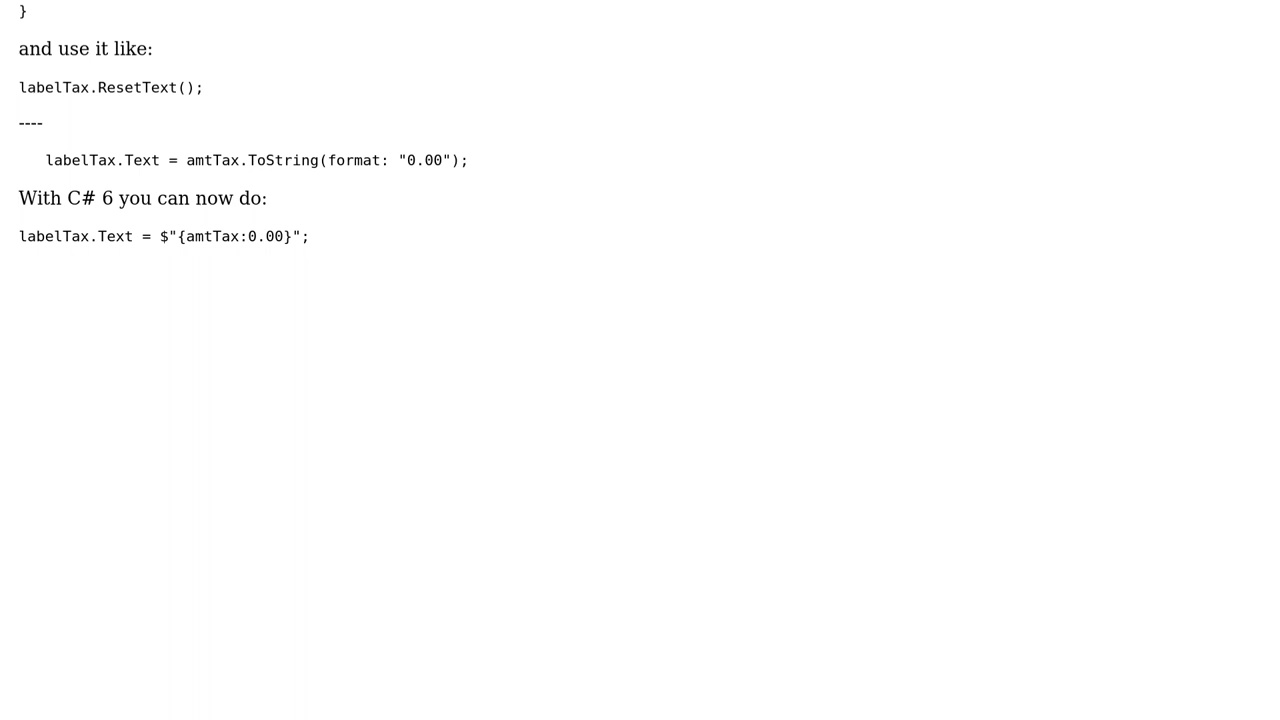 }
and use it like:
labelTax.ResetText();
----
   labelTax.Text = amtTax.ToString(format: "0.00");
With C# 6 you can now do:
labelTax.Text = $"{amtTax:0.00}";